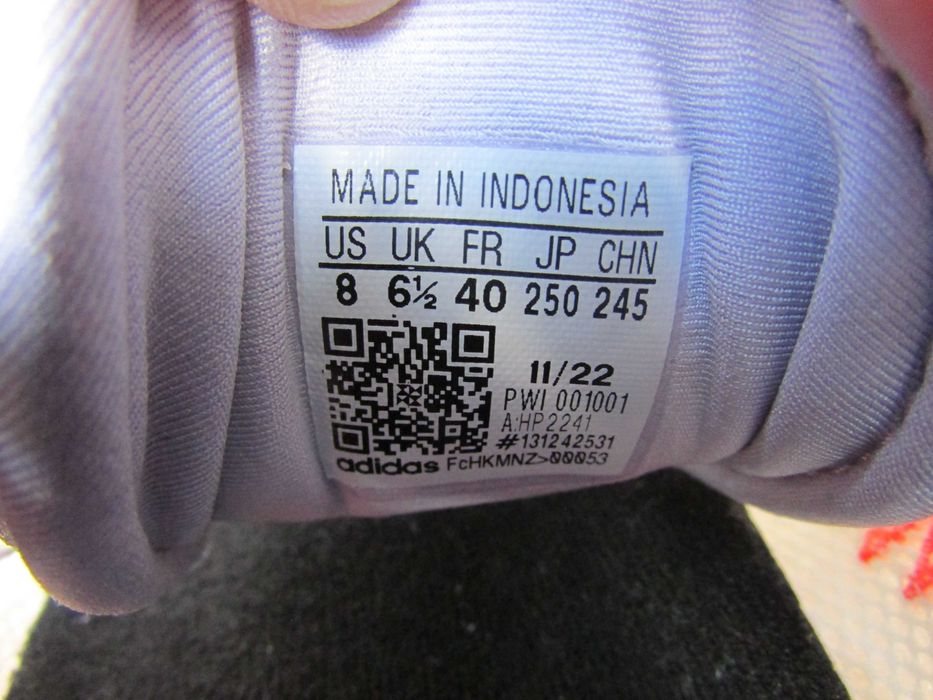 MADE IN INDONESIA
US UK FR JP CHN
8 6½ 40 250 245
11/22
PWI 001001
A:HP2241
#131242531
adidas FcHKMNZ>00053